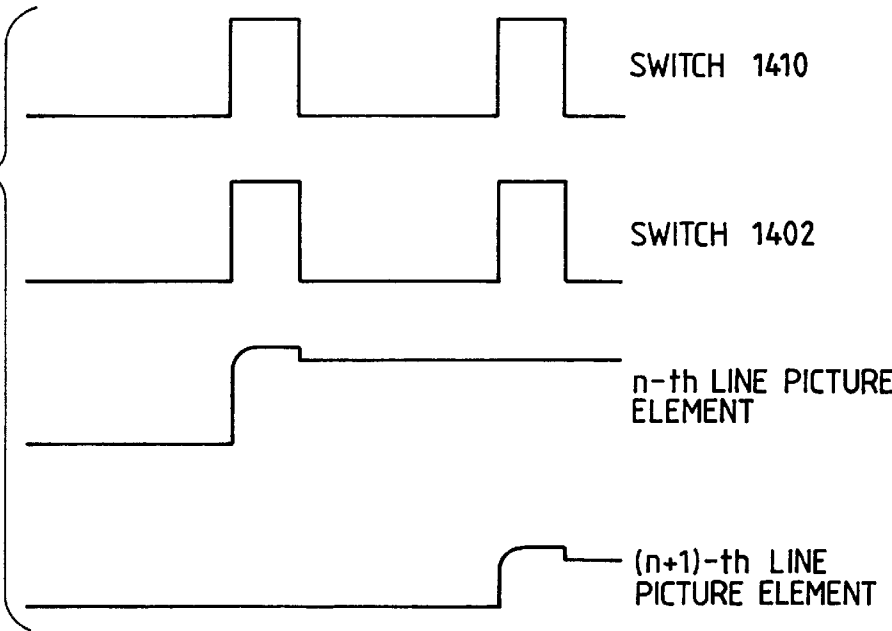 SWITCH 1410
SWITCH 1402
n-th LINE PICTURE
ELEMENT
(n+1)-th LINE
PICTURE ELEMENT